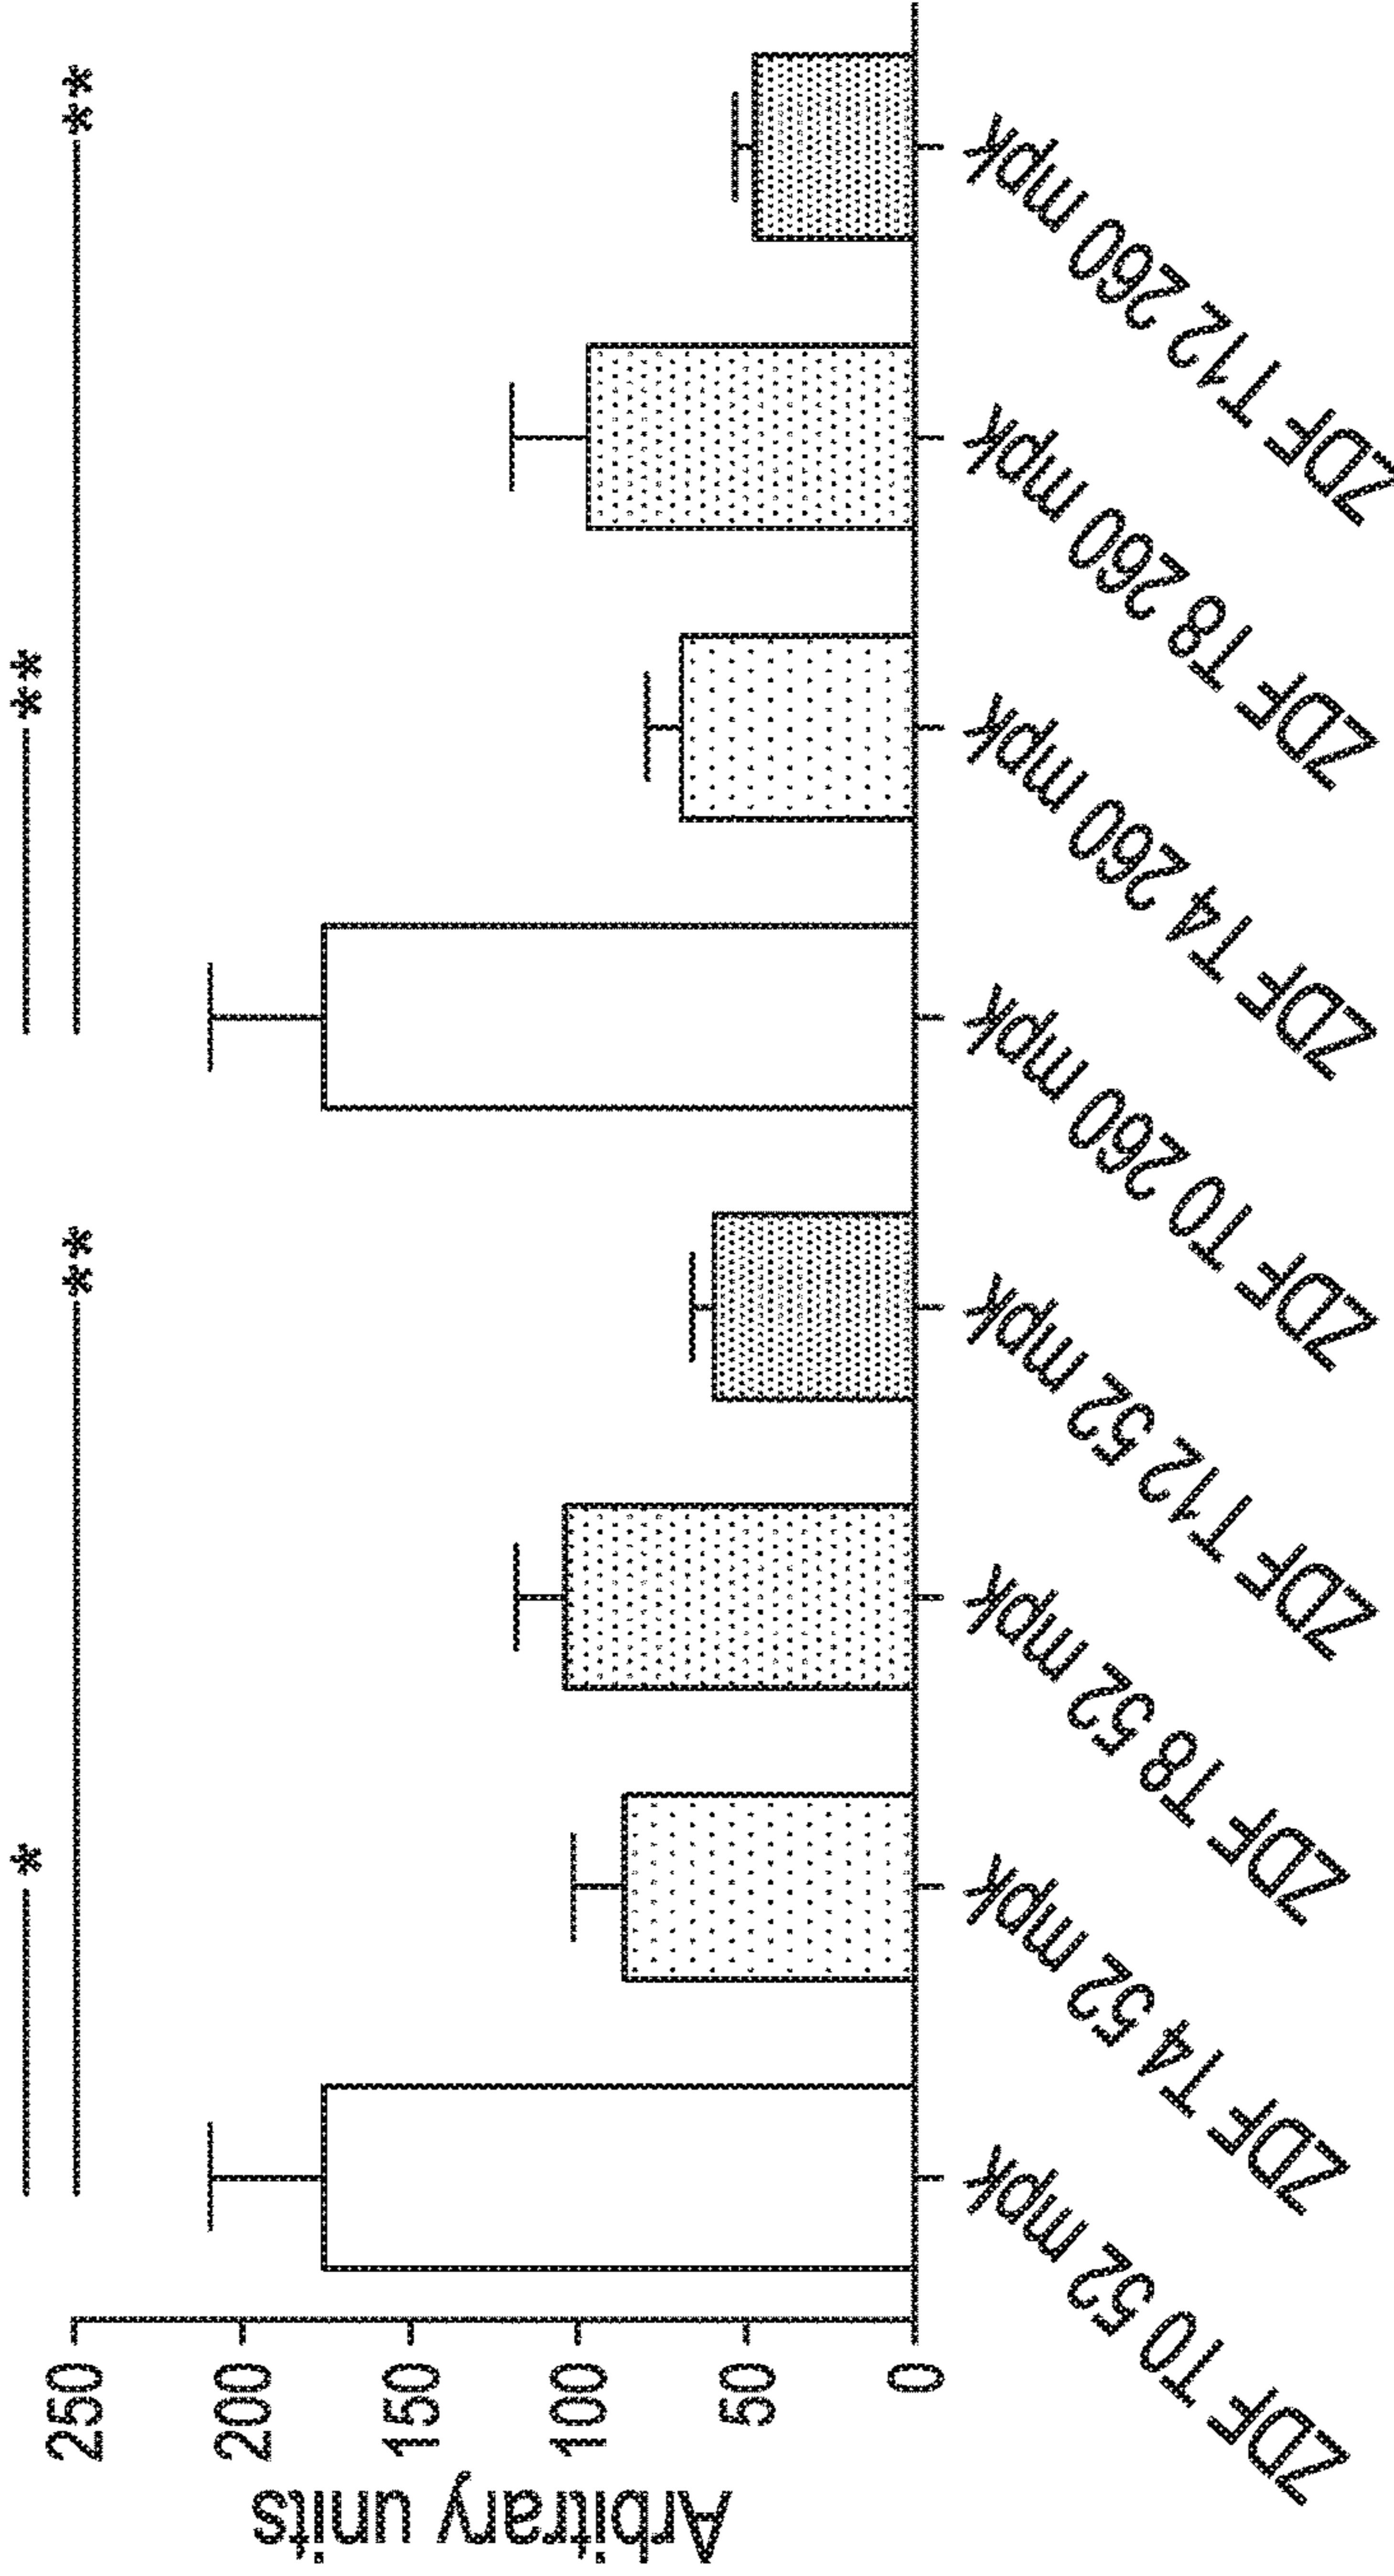 Arbitrary units
250
200
150
100
50
0
*
**
**
**
ZDF T0 52 mpk
ZDF T4 52 mpk
ZDF T8 52 mpk
ZDF T12 52 mpk
ZDF T0 260 mpk
ZDF T4 260 mpk
ZDF T8 260 mpk
ZDF T12 260 mpk